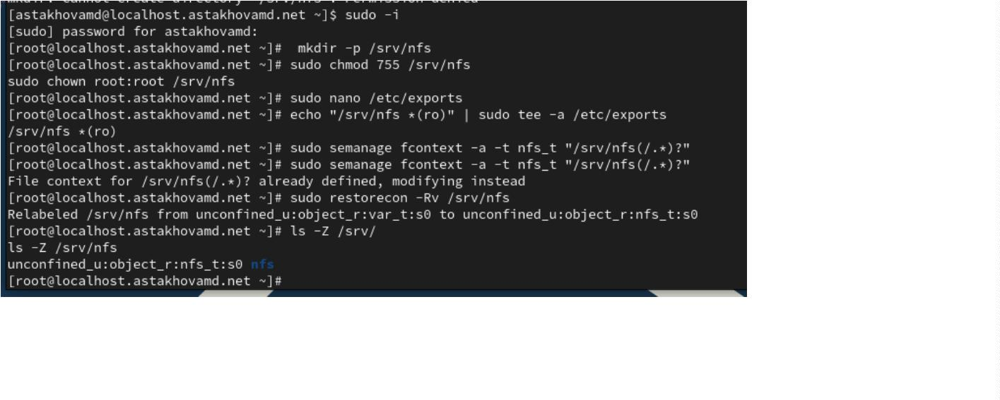 [astakhovamd@localhost.astakhovamd.net ~]$ sudo -i
[sudo] password for astakhovamd:
[root@localhost.astakhovamd.net ~]#  mkdir -p /srv/nfs
[root@localhost.astakhovamd.net ~]# sudo chmod 755 /srv/nfs
sudo chown root:root /srv/nfs
[root@localhost.astakhovamd.net ~]# sudo nano /etc/exports
[root@localhost.astakhovamd.net ~]# echo "/srv/nfs *(ro)" | sudo tee -a /etc/exports
/srv/nfs *(ro)
[root@localhost.astakhovamd.net ~]# sudo semanage fcontext -a -t nfs_t "/srv/nfs(/.*)?"
[root@localhost.astakhovamd.net ~]# sudo semanage fcontext -a -t nfs_t "/srv/nfs(/.*)?"
File context for /srv/nfs(/.*)? already defined, modifying instead
[root@localhost.astakhovamd.net ~]# sudo restorecon -Rv /srv/nfs
Relabeled /srv/nfs from unconfined_u:object_r:var_t:s0 to unconfined_u:object_r:nfs_t:s0
[root@localhost.astakhovamd.net ~]# ls -Z /srv/
ls -Z /srv/nfs
unconfined_u:object_r:nfs_t:s0 nfs
[root@localhost.astakhovamd.net ~]#